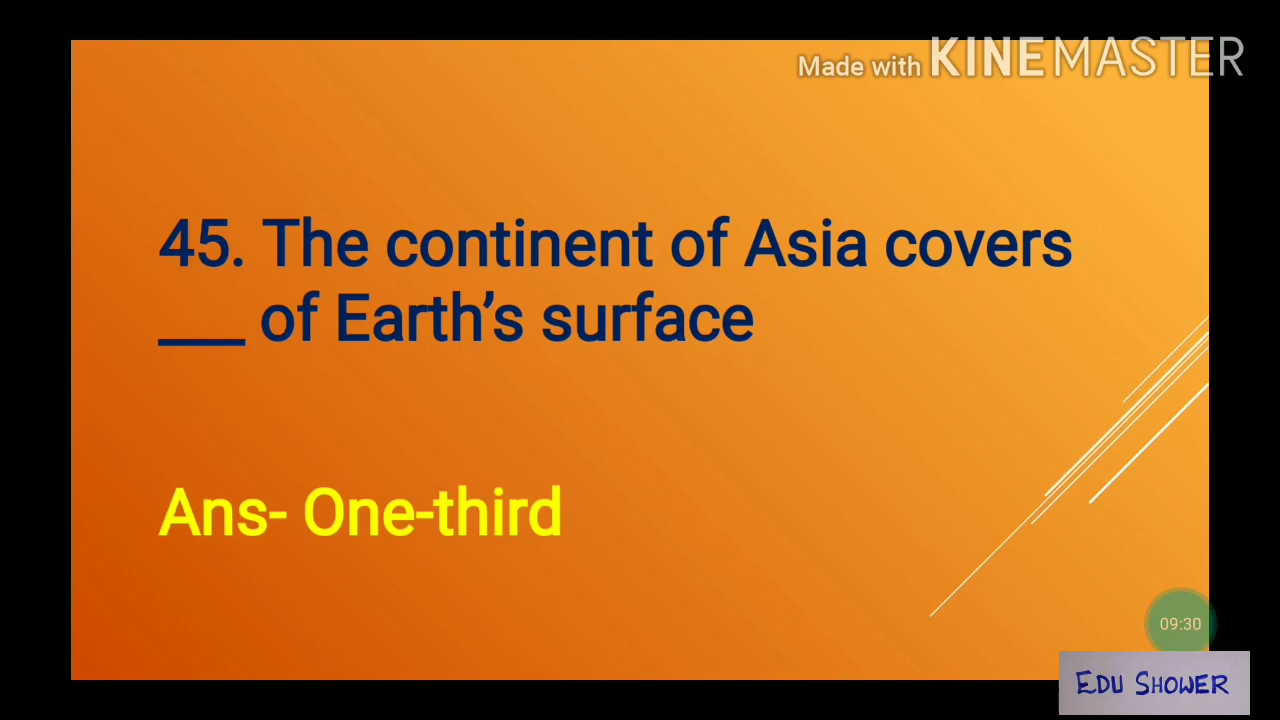 Made with KINEMASTER
45. The continent of Asia covers
___ of Earth’s surface
Ans- One-third
09:30
EDU SHOWER